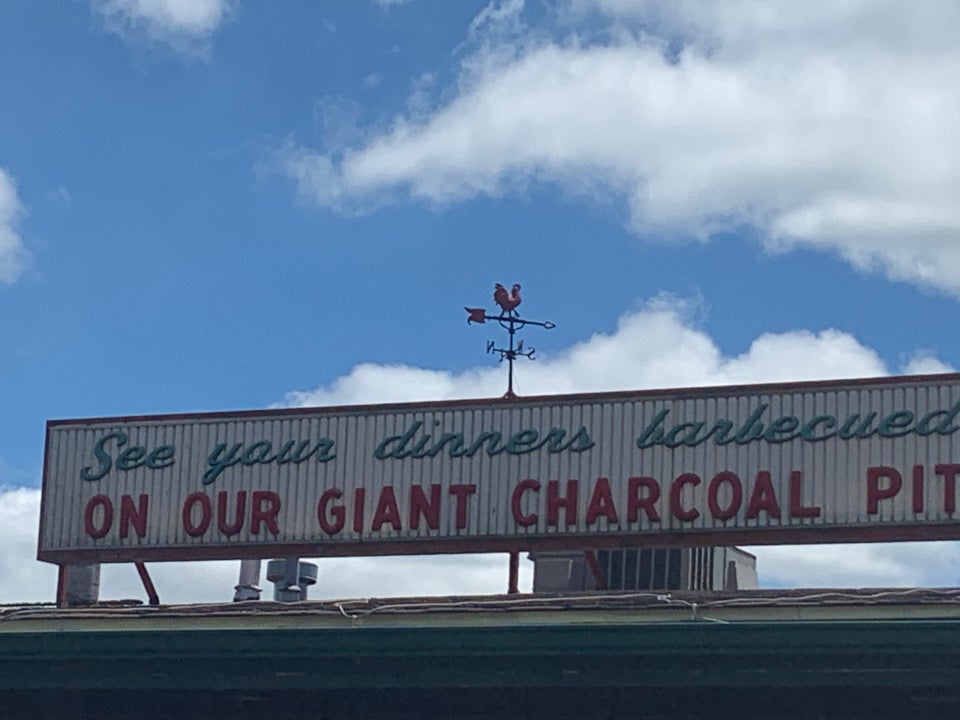 N S
See your dinners barbecued
ON OUR GIANT CHARCOAL PIT